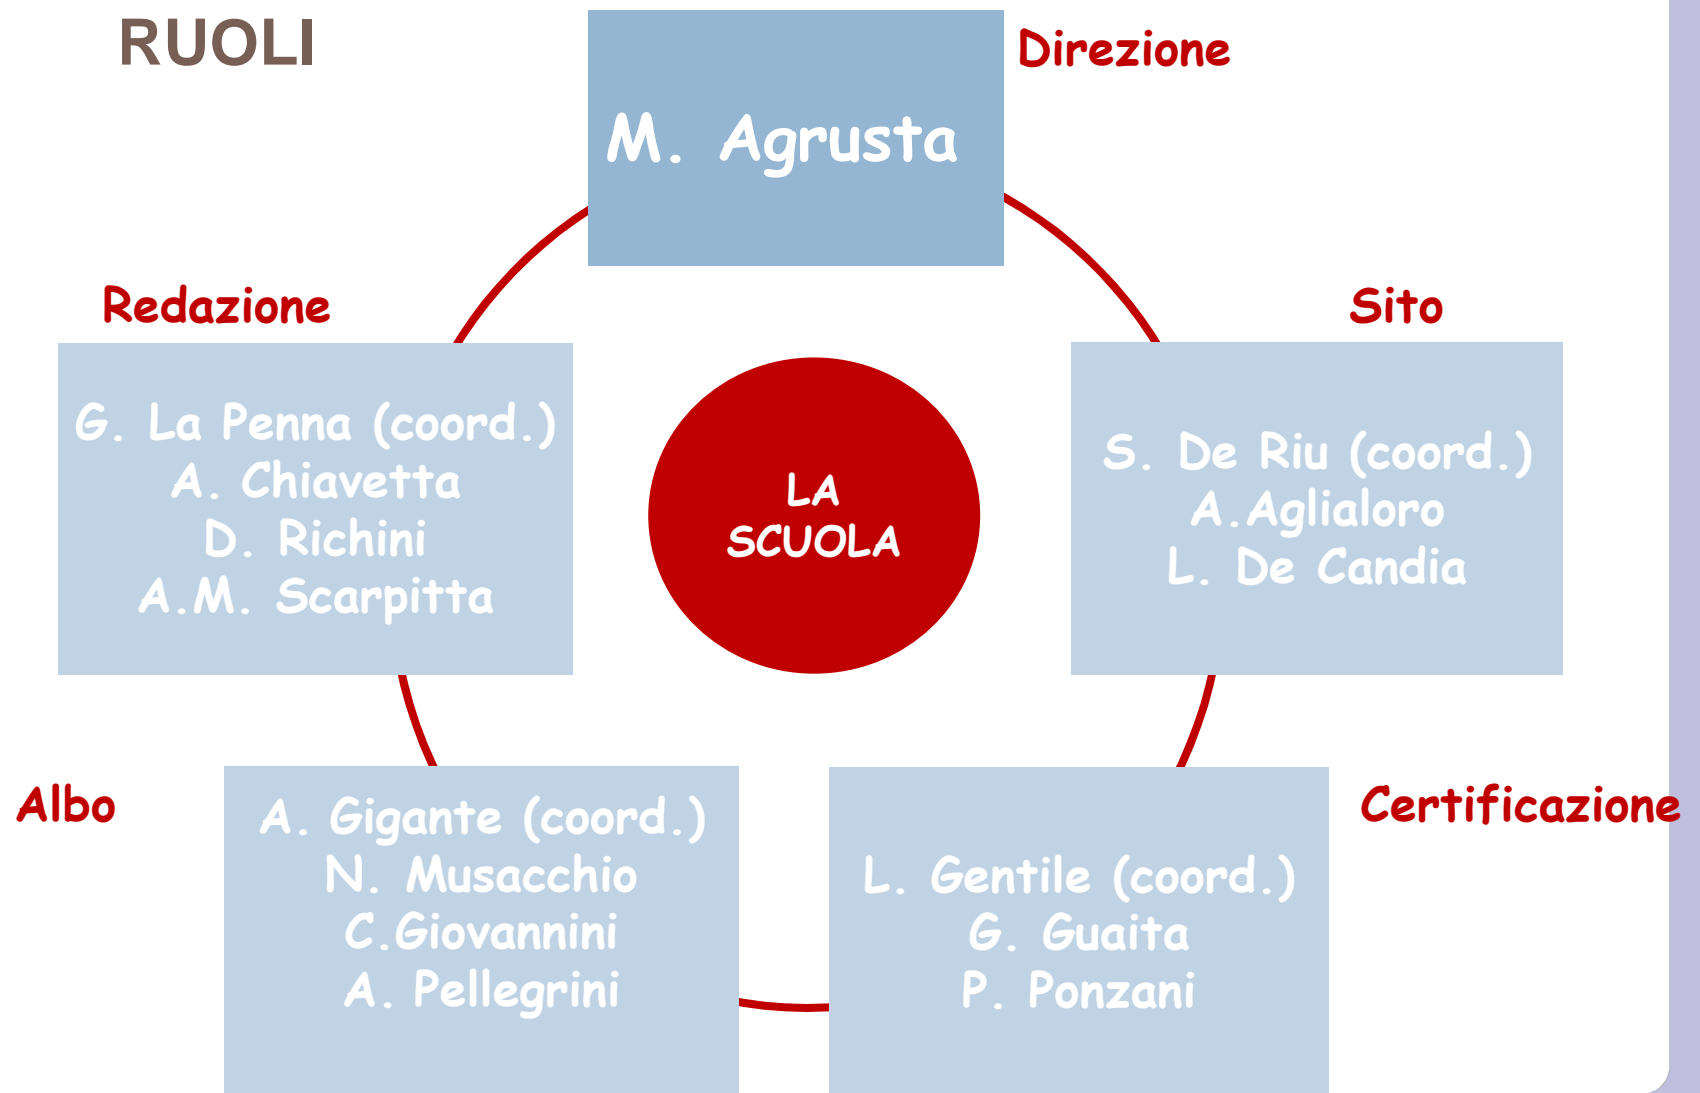 RUOLI
Direzione
M. Agrusta
Redazione
G. La Penna (coord.)
A. Chiavetta
D. Richini
A.M. Scarpitta
LA
SCUOLA
Sito
S. De Riu (coord.)
A.Aglialoro
L. De Candia
Albo
A. Gigante (coord.)
N. Musacchio
C.Giovannini
A. Pellegrini
Certificazione
L. Gentile (coord.)
G. Guaita
P. Ponzani